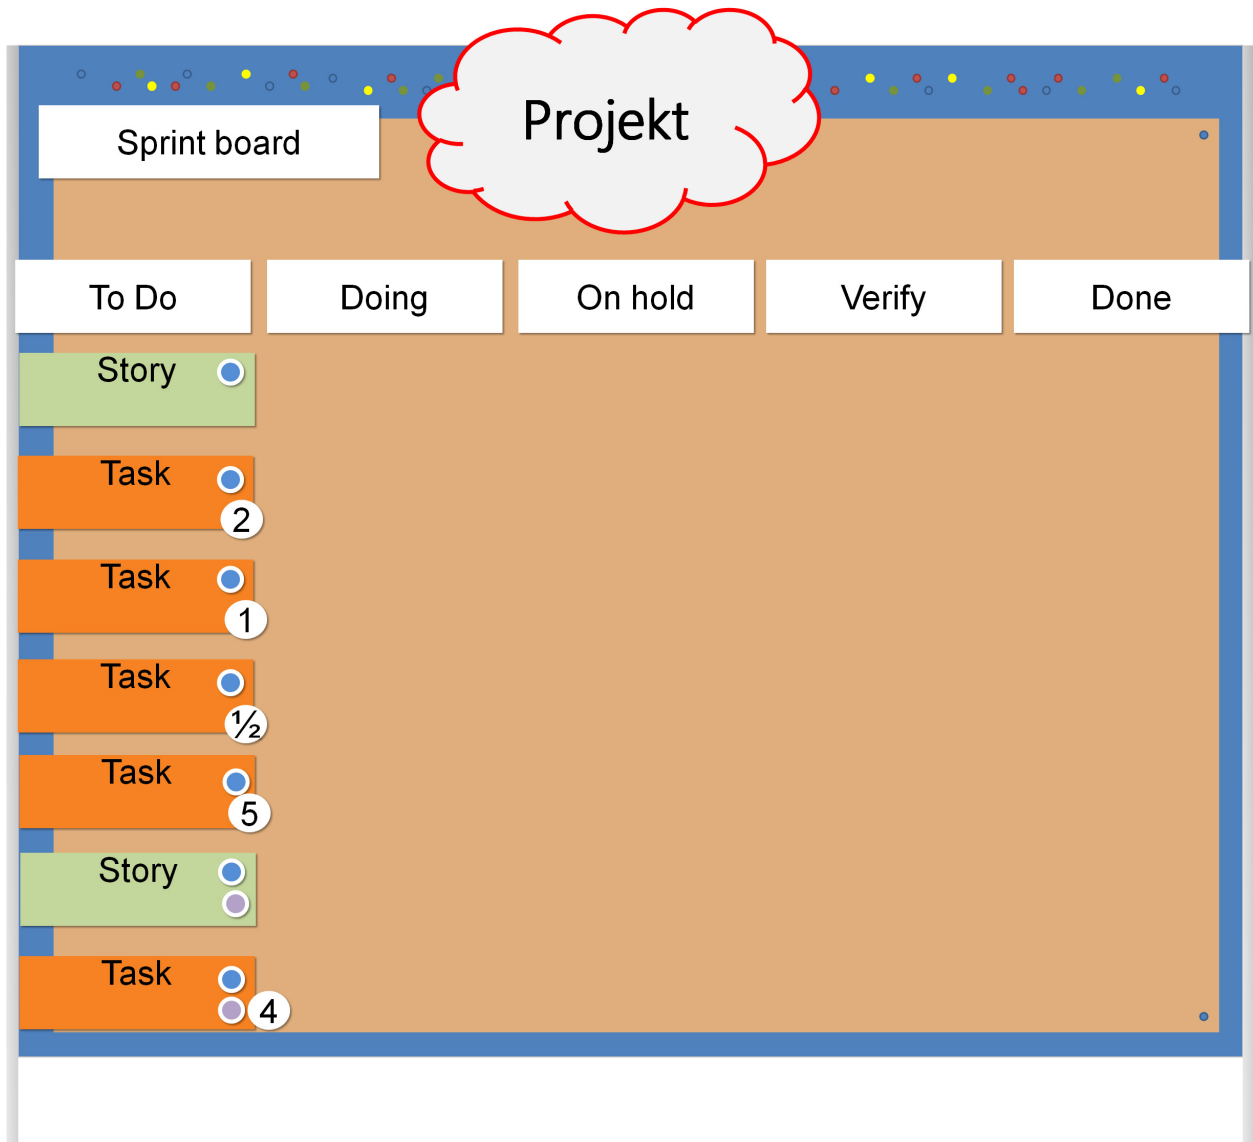 Projekt
Sprint board
To Do
Doing
On hold
Verify
Done
Story
Task
2
Task
1
Task
½
Task
5
Story
Task
4